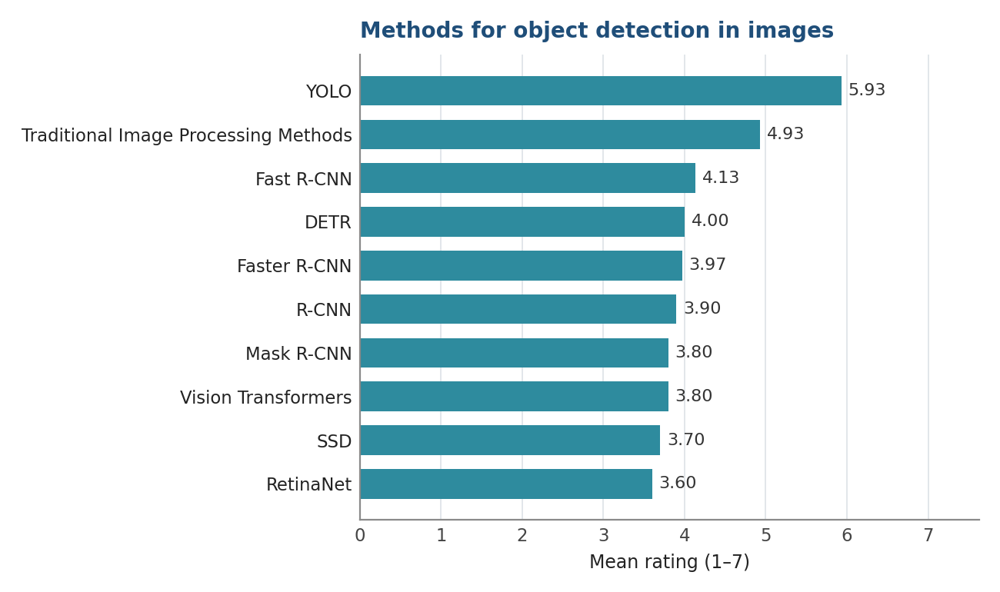 Methods for object detection in images
YOLO 5.93
Traditional Image Processing Methods 4.93
Fast R-CNN 4.13
DETR 4.00
Faster R-CNN 3.97
R-CNN 3.90
Mask R-CNN 3.80
Vision Transformers 3.80
SSD 3.70
RetinaNet 3.60
0 1 2 3 4 5 6 7
Mean rating (1–7)